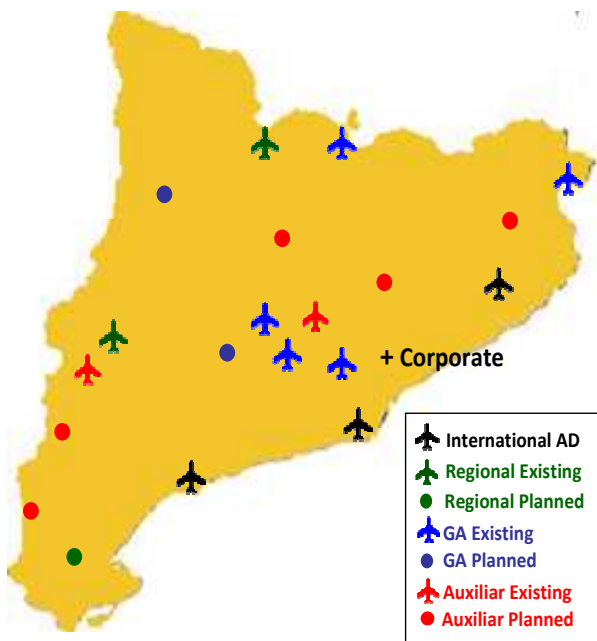 + Corporate
International AD
Regional Existing
Regional Planned
GA Existing
GA Planned
Auxiliar Existing
Auxiliar Planned